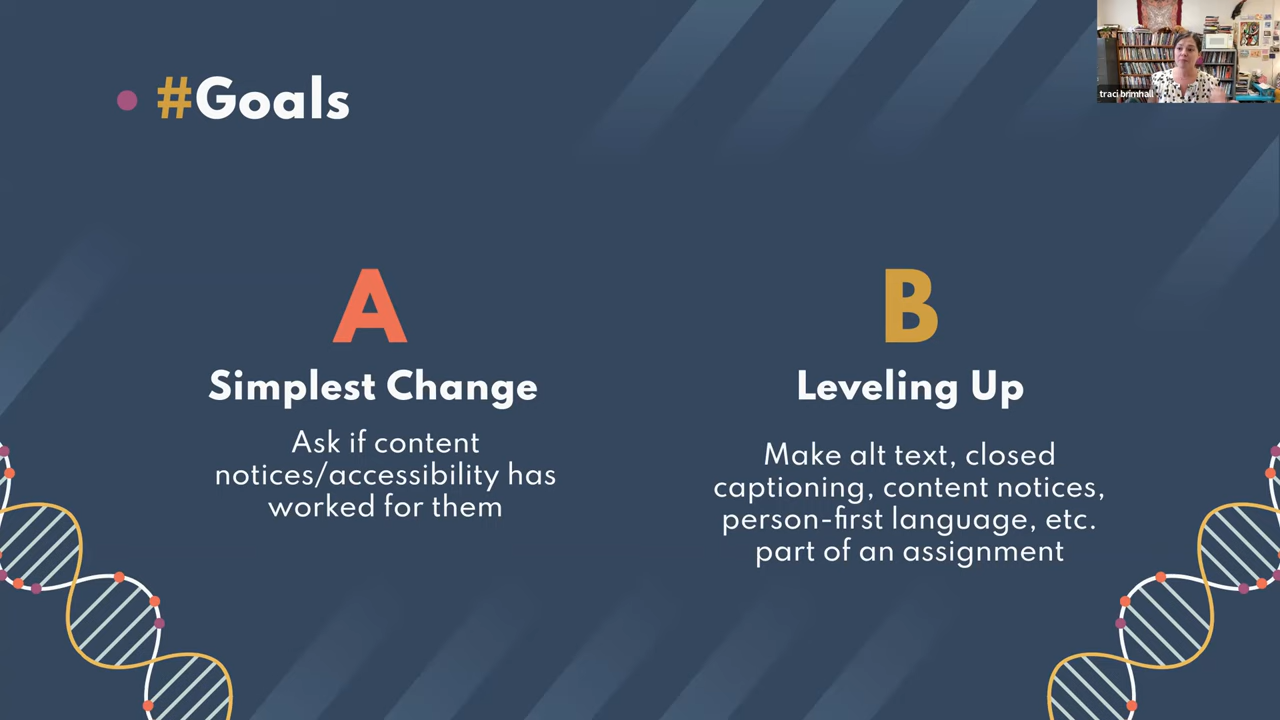 #Goals
traci brimhall
A
Simplest Change
Ask if content
notices/accessibility has
worked for them
B
Leveling Up
Make alt text, closed
captioning, content notices,
person-first language, etc.
part of an assignment